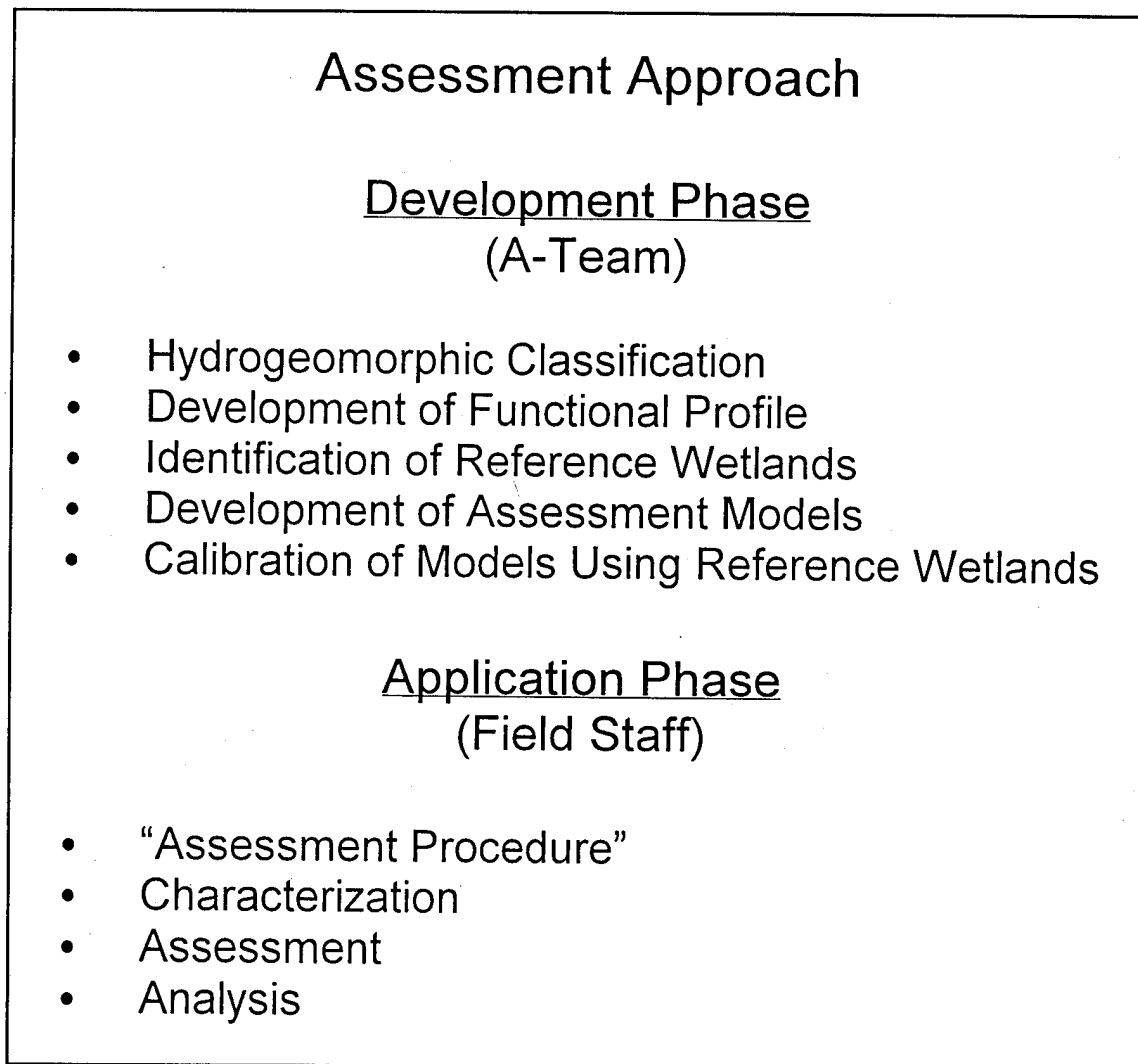 Assessment Approach
Development Phase
(A-Team)
• Hydrogeomorphic Classification
• Development of Functional Profile
• Identification of Reference Wetlands
• Development of Assessment Models
• Calibration of Models Using Reference Wetlands
Application Phase
(Field Staff)
• “Assessment Procedure”
• Characterization
• Assessment
• Analysis